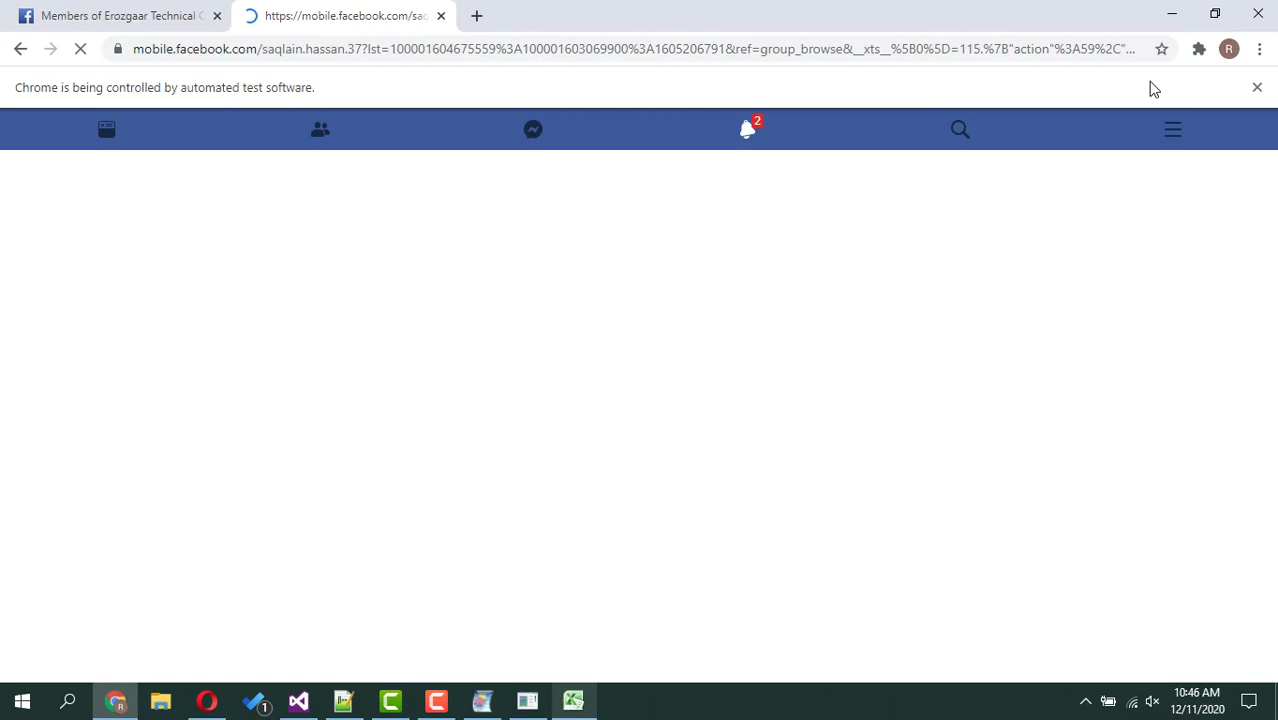 Members of Erozgaar Technical C
https://mobile.facebook.com/saq
mobile.facebook.com/saqlain.hassan.37?lst=100001604675559%3A100001603069900%3A1605206791&ref=group_browse&__xts__%5B0%5D=115.%7B"action"%3A59%2C"...
R
Chrome is being controlled by automated test software.
2
R
1
10:46 AM
12/11/2020